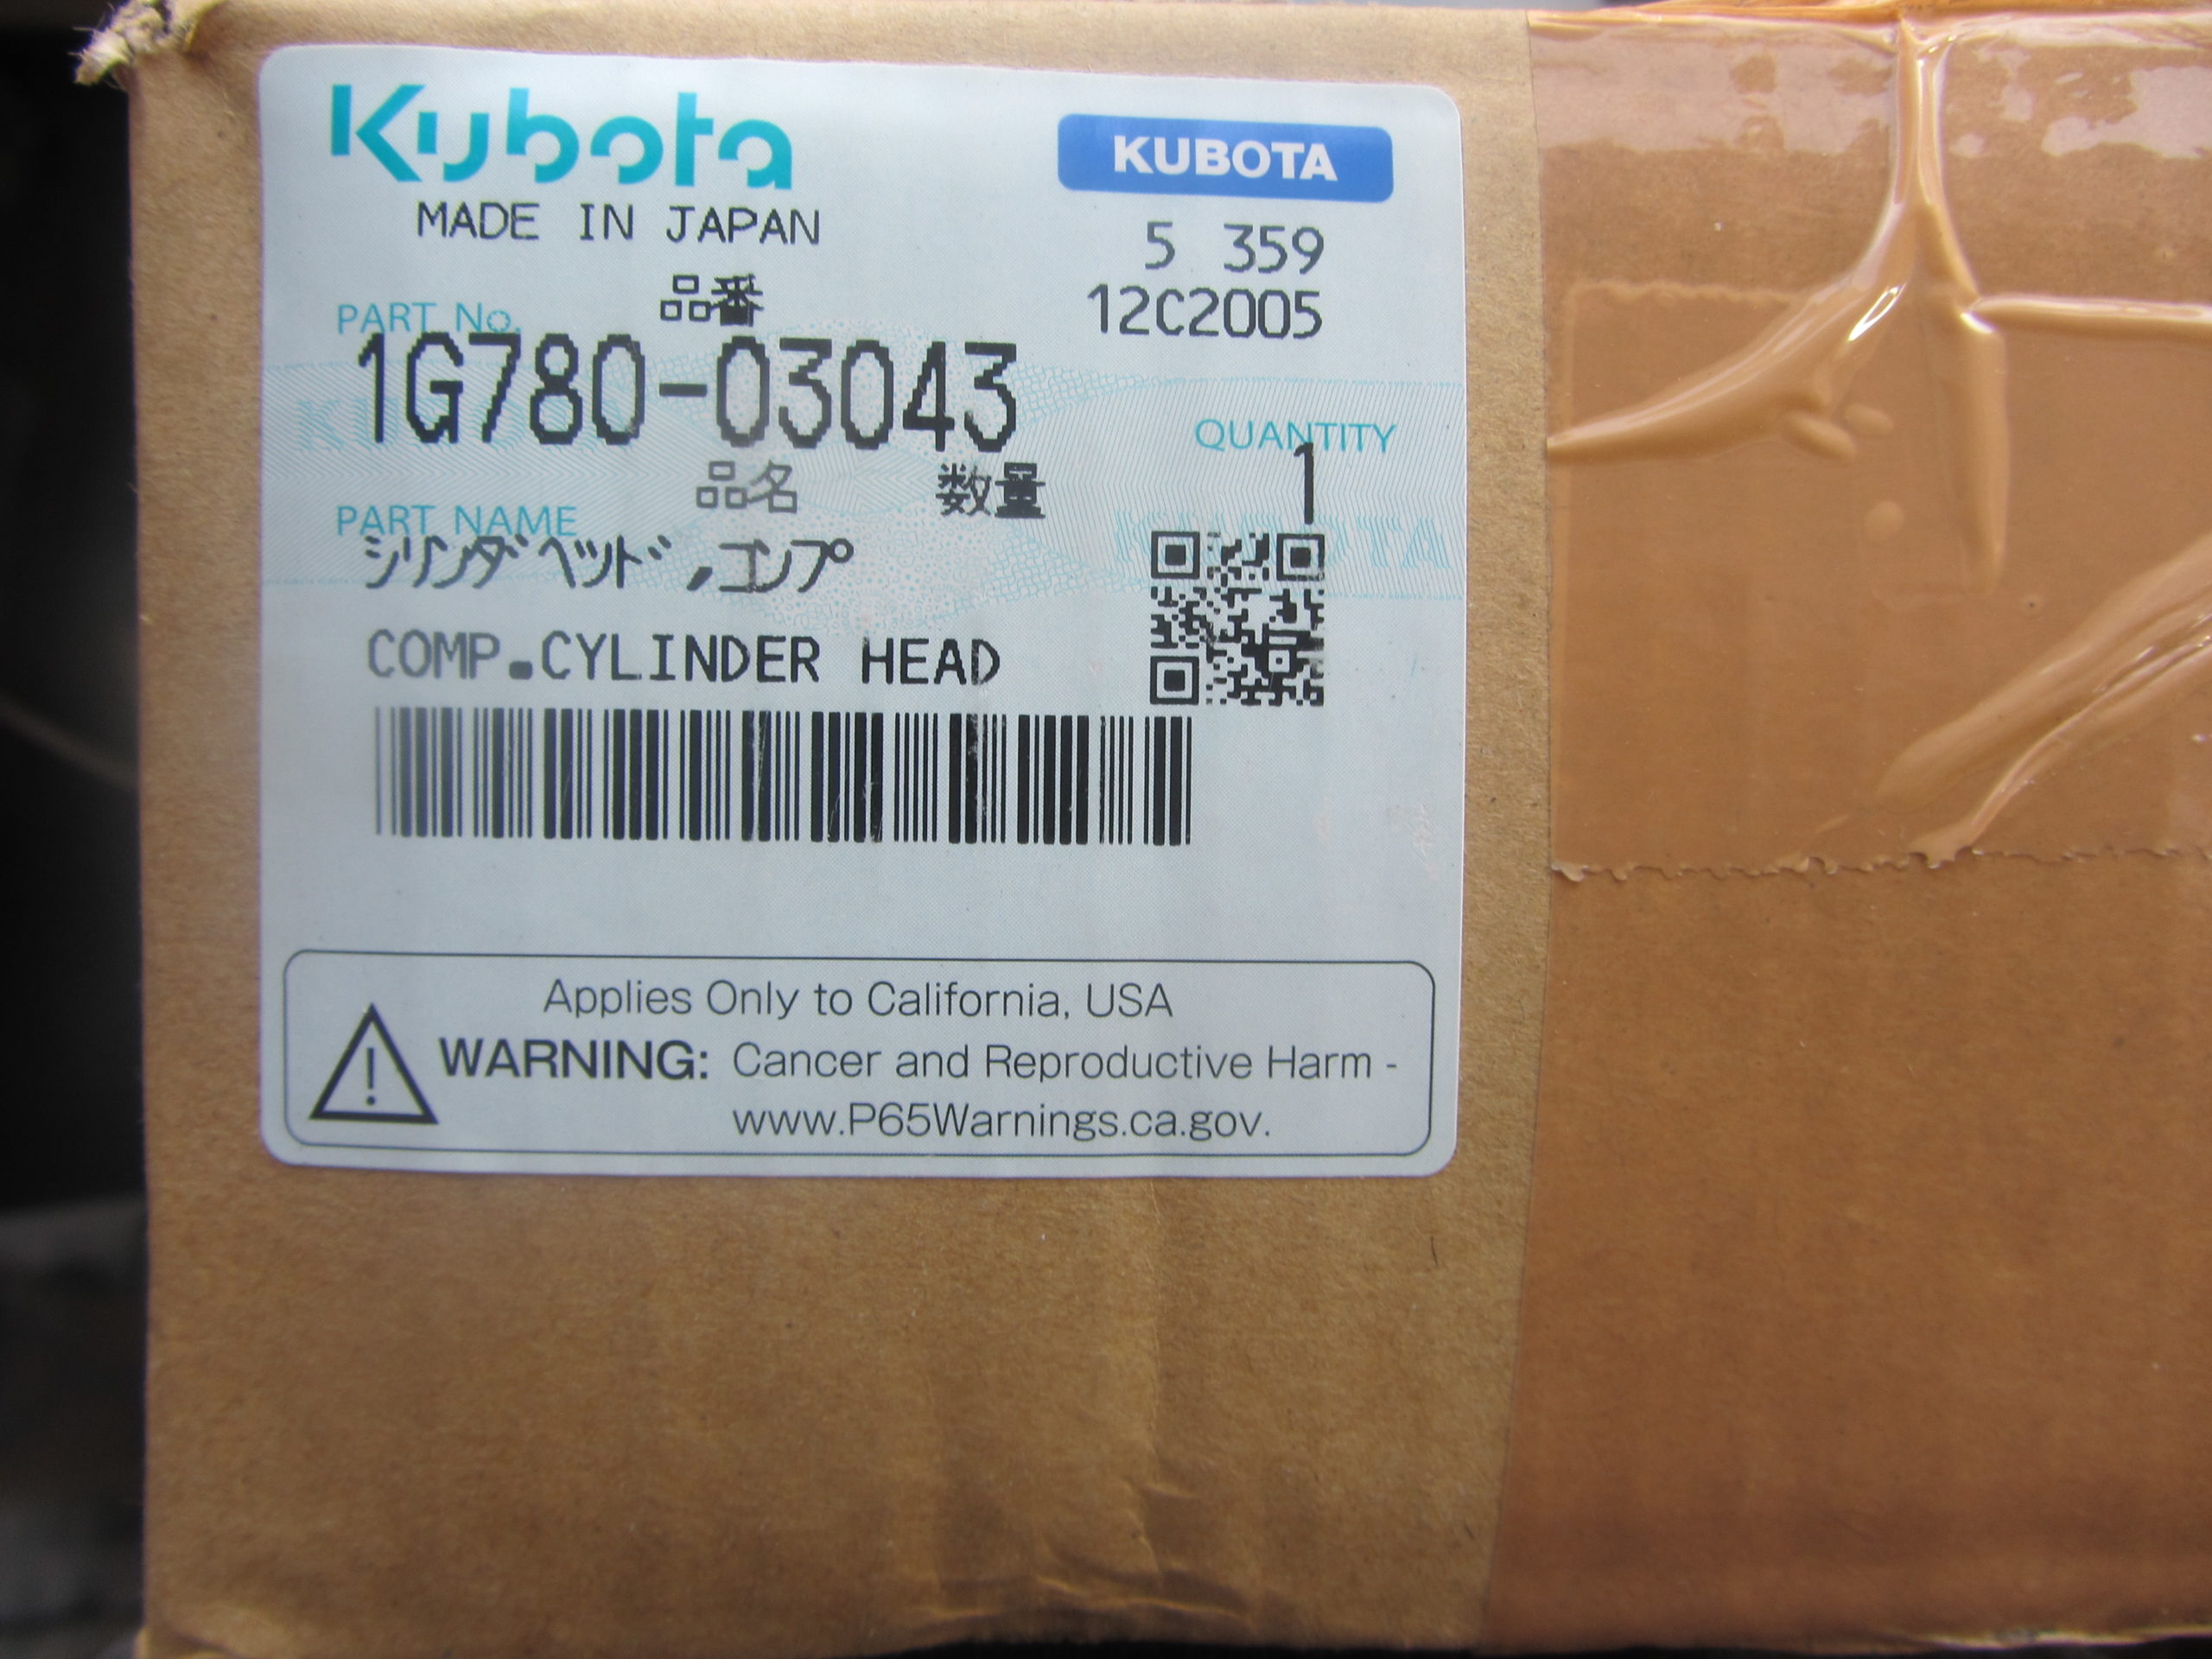 Kubota
KUBOTA
MADE IN JAPAN
5 359
12C2005
品番
PART No.
1G780-03043
QUANTITY
1
品名 数量
PART NAME
シリンダヘッド,コンプ
COMP.CYLINDER HEAD
Applies Only to California, USA
WARNING: Cancer and Reproductive Harm -
www.P65Warnings.ca.gov.